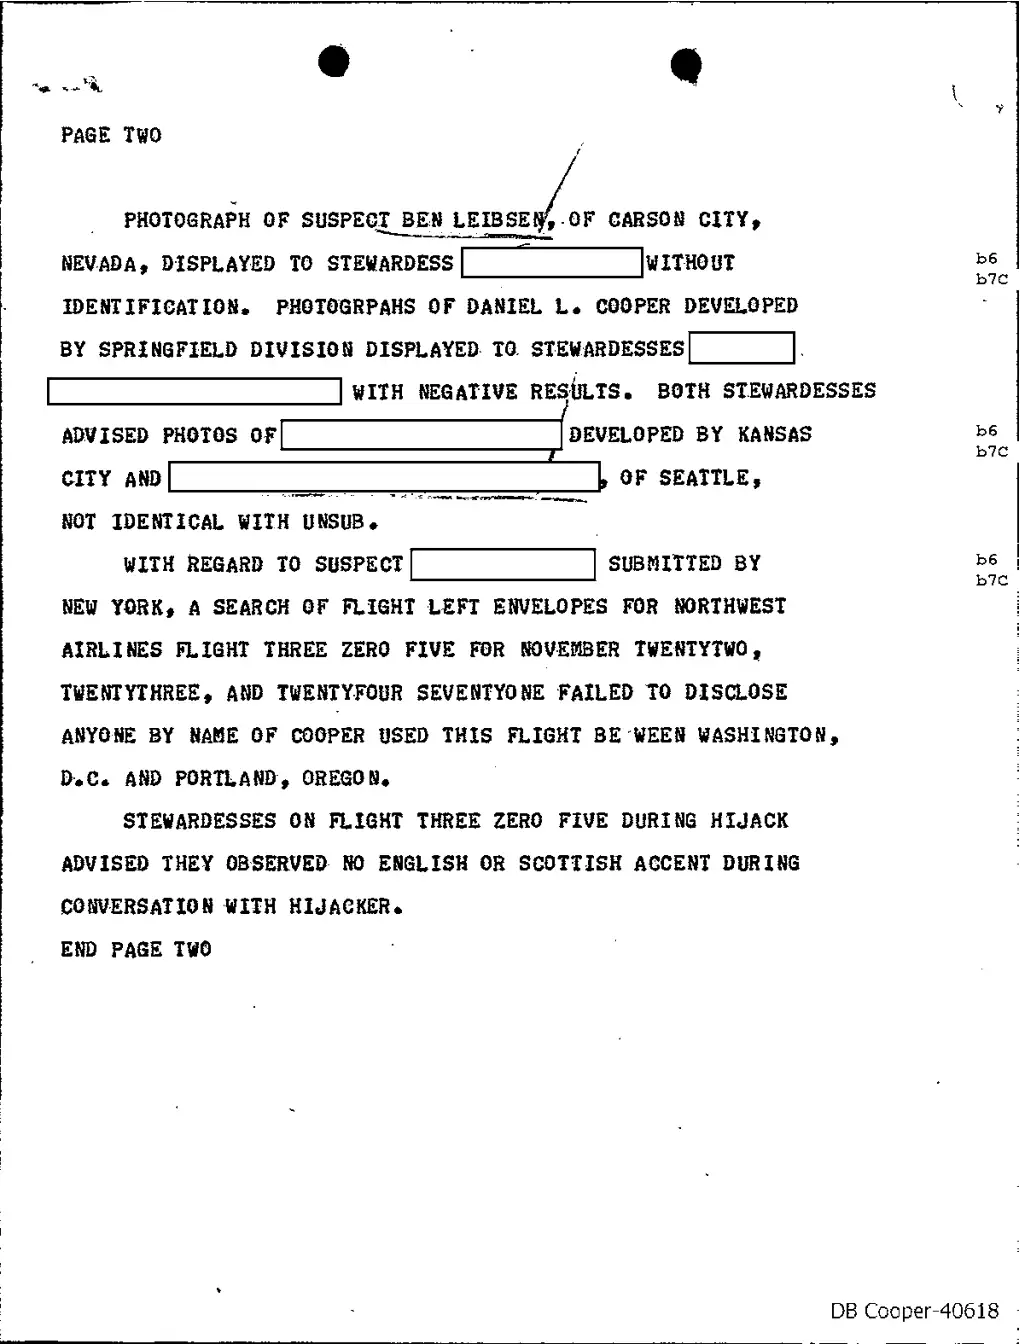 PAGE TWO
PHOTOGRAPH OF SUSPECT BEN LEIBSEN, OF CARSON CITY,
NEVADA, DISPLAYED TO STEWARDESS WITHOUT
b6
b7C
IDENTIFICATION. PHOTOGRPAHS OF DANIEL L. COOPER DEVELOPED
BY SPRINGFIELD DIVISION DISPLAYED TO STEWARDESSES
WITH NEGATIVE RESULTS. BOTH STEWARDESSES
ADVISED PHOTOS OF DEVELOPED BY KANSAS
b6
b7C
CITY AND , OF SEATTLE,
NOT IDENTICAL WITH UNSUB.
WITH REGARD TO SUSPECT SUBMITTED BY
b6
b7C
NEW YORK, A SEARCH OF FLIGHT LEFT ENVELOPES FOR NORTHWEST
AIRLINES FLIGHT THREE ZERO FIVE FOR NOVEMBER TWENTYTWO,
TWENTYTHREE, AND TWENTYFOUR SEVENTYONE FAILED TO DISCLOSE
ANYONE BY NAME OF COOPER USED THIS FLIGHT BE WEEN WASHINGTON,
D.C. AND PORTLAND, OREGON.
STEWARDESSES ON FLIGHT THREE ZERO FIVE DURING HIJACK
ADVISED THEY OBSERVED NO ENGLISH OR SCOTTISH ACCENT DURING
CONVERSATION WITH HIJACKER.
END PAGE TWO
DB Cooper-40618